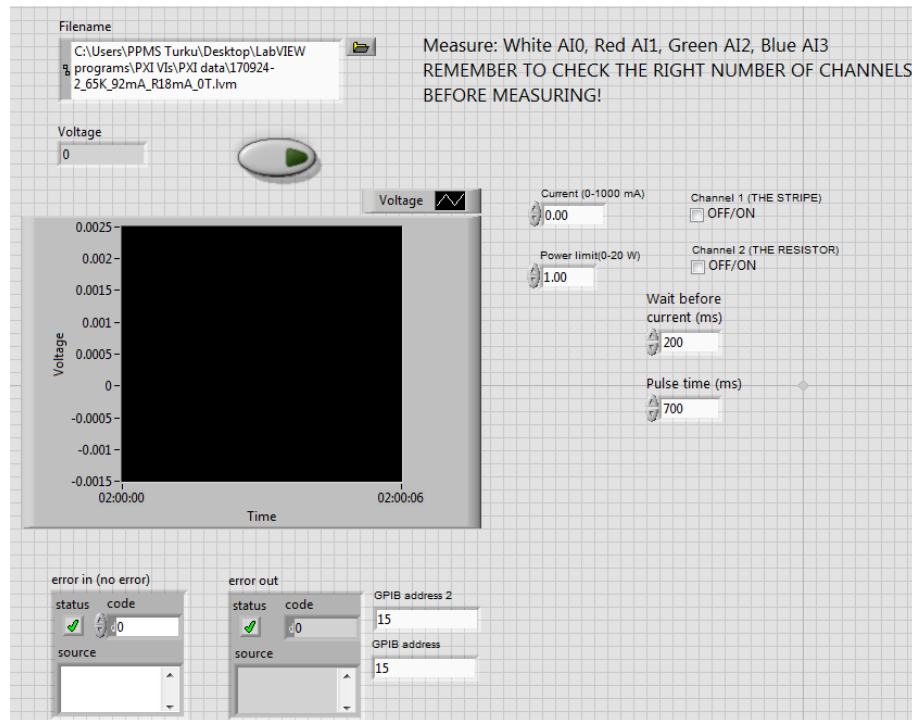 Filename
C:\Users\PPMS Turku\Desktop\LabVIEW
programs\PXI VIs\PXI data\170924-
2_65K_92mA_R18mA_0T.lvm
Measure: White AI0, Red AI1, Green AI2, Blue AI3
REMEMBER TO CHECK THE RIGHT NUMBER OF CHANNELS
BEFORE MEASURING!
Voltage
0
Voltage
0.0025
0.002
0.0015
0.001
0.0005
0
-0.0005
-0.001
-0.0015
Voltage
02:00:00
02:00:06
Time
Current (0-1000 mA)
0.00
Channel 1 (THE STRIPE)
OFF/ON
Power limit(0-20 W)
1.00
Channel 2 (THE RESISTOR)
OFF/ON
Wait before
current (ms)
200
Pulse time (ms)
700
error in (no error)
status code
d0
source
error out
status code
d0
source
GPIB address 2
15
GPIB address
15